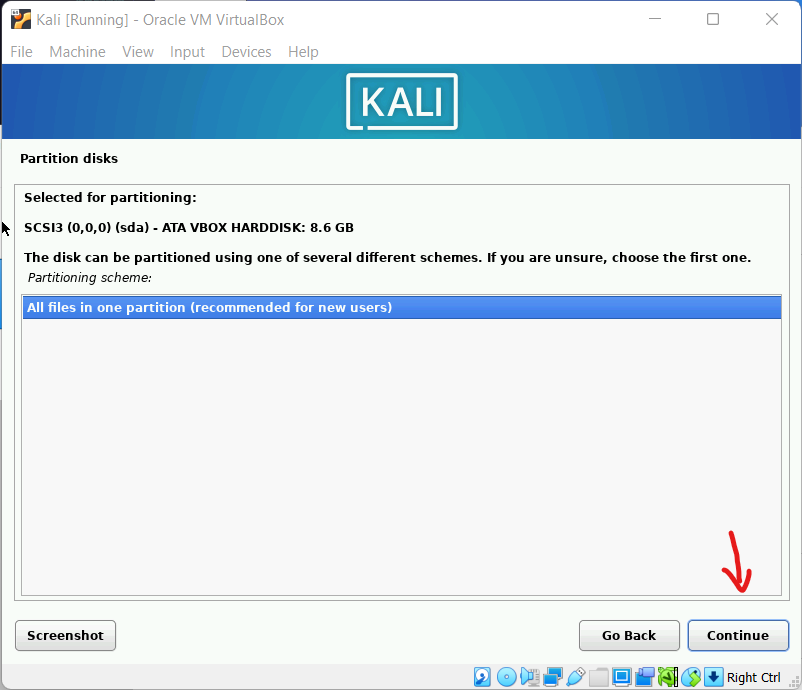 Kali [Running] - Oracle VM VirtualBox
File Machine View Input Devices Help
KALI
Partition disks
Selected for partitioning:
SCSI3 (0,0,0) (sda) - ATA VBOX HARDDISK: 8.6 GB
The disk can be partitioned using one of several different schemes. If you are unsure, choose the first one.
Partitioning scheme:
All files in one partition (recommended for new users)
Screenshot
Go Back
Continue
Right Ctrl